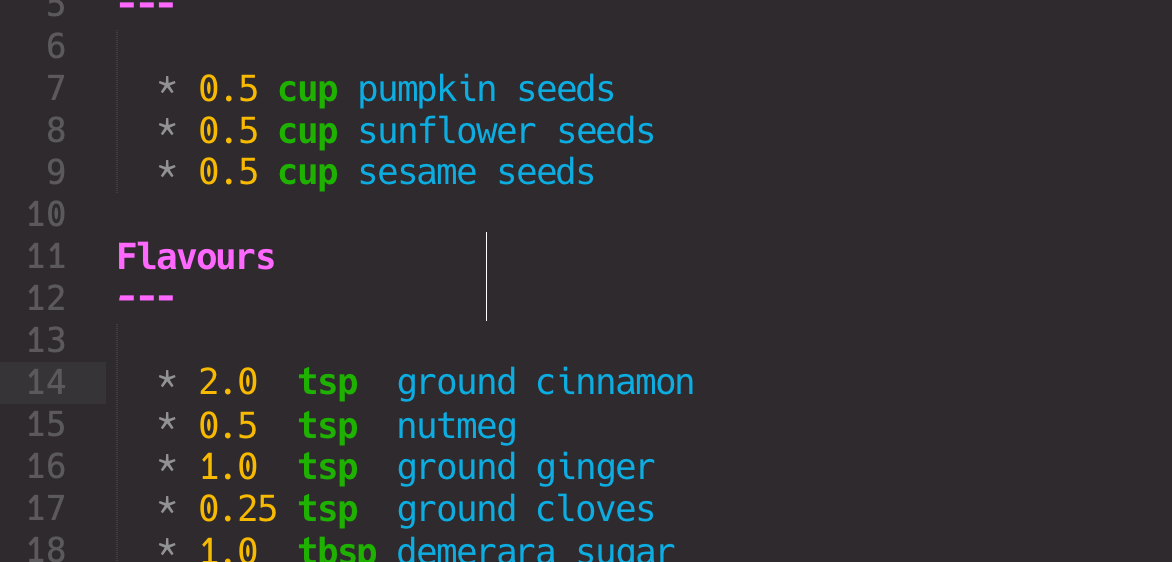 5 ---
6
7 * 0.5 cup pumpkin seeds
8 * 0.5 cup sunflower seeds
9 * 0.5 cup sesame seeds
10
11 Flavours
12 ---
13
14 * 2.0 tsp ground cinnamon
15 * 0.5 tsp nutmeg
16 * 1.0 tsp ground ginger
17 * 0.25 tsp ground cloves
18 * 1.0 tbsp demerara sugar